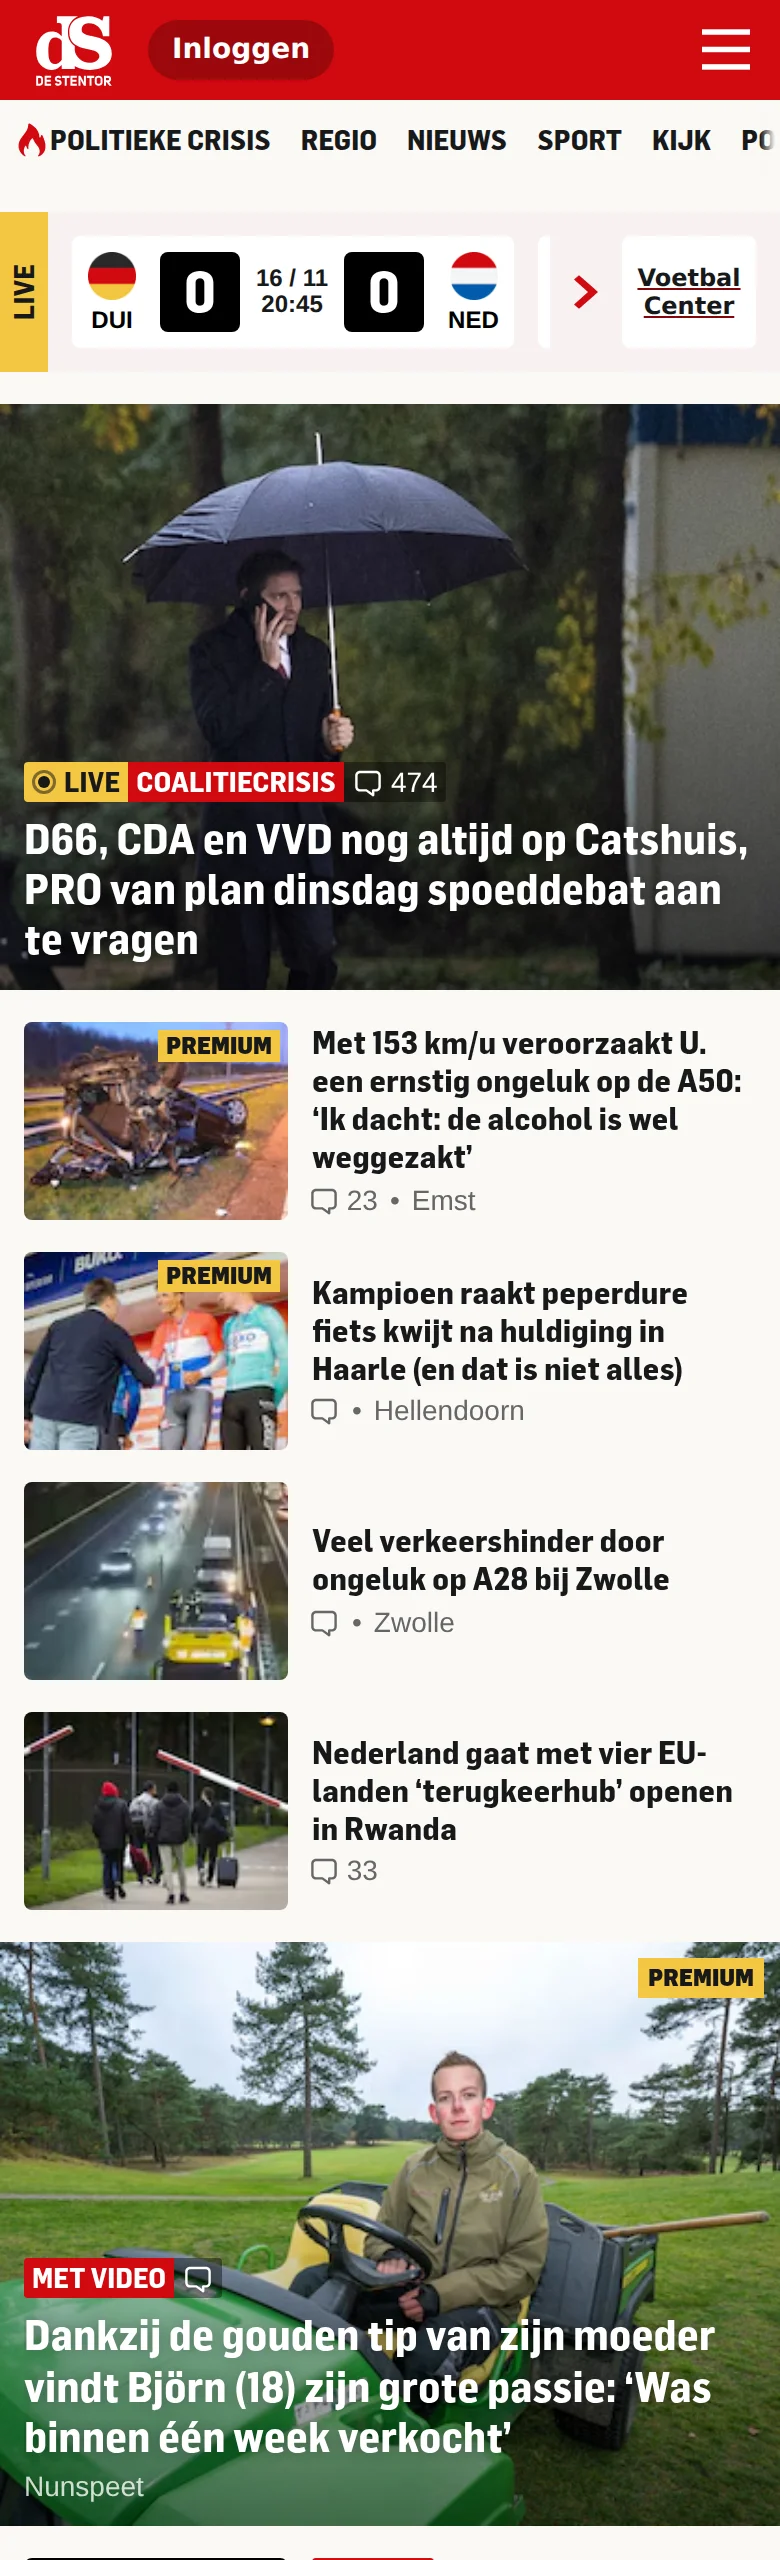 dS
DE STENTOR
Inloggen
POLITIEKE CRISIS REGIO NIEUWS SPORT KIJK PO
LIVE
DUI
0
16 / 11
20:45
0
NED
Voetbal
Center
LIVE COALITIECRISIS 474
D66, CDA en VVD nog altijd op Catshuis,
PRO van plan dinsdag spoeddebat aan
te vragen
PREMIUM
Met 153 km/u veroorzaakt U.
een ernstig ongeluk op de A50:
‘Ik dacht: de alcohol is wel
weggezakt’
23 • Emst
PREMIUM
Kampioen raakt peperdure
fiets kwijt na huldiging in
Haarle (en dat is niet alles)
• Hellendoorn
Veel verkeershinder door
ongeluk op A28 bij Zwolle
• Zwolle
Nederland gaat met vier EU-
landen ‘terugkeerhub’ openen
in Rwanda
33
PREMIUM
MET VIDEO
Dankzij de gouden tip van zijn moeder
vindt Björn (18) zijn grote passie: ‘Was
binnen één week verkocht’
Nunspeet